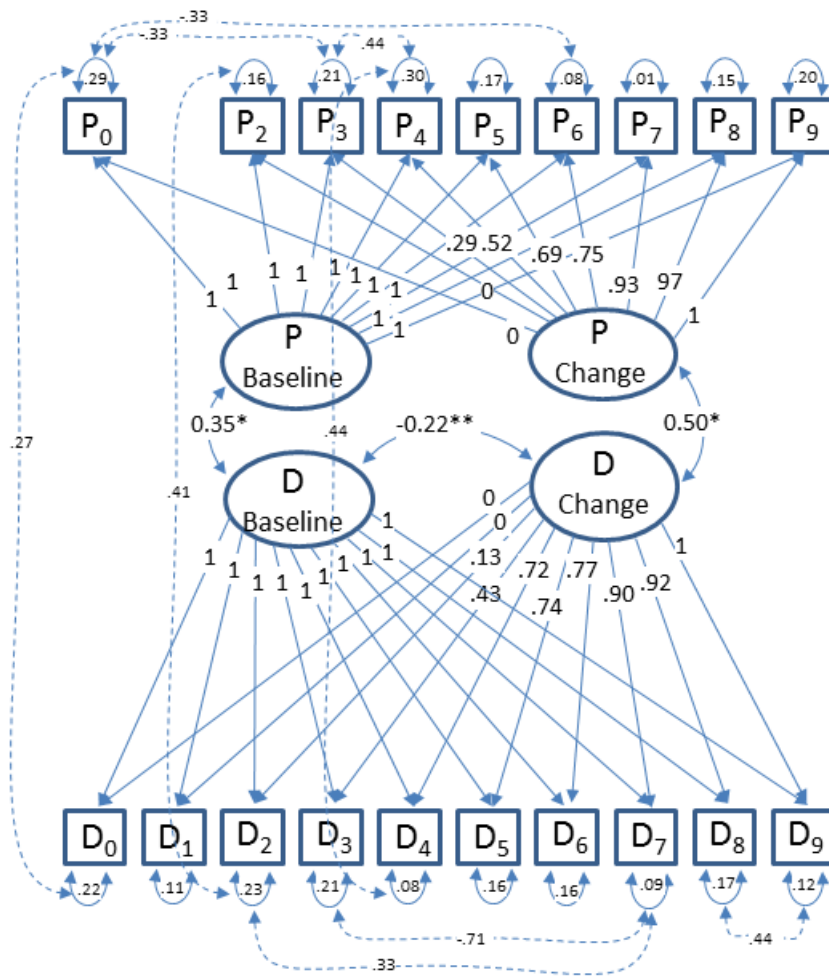 -.33
-.33 .44
.29 .16 .21 .30 .17 .08 .01 .15 .20
P0 P2 P3 P4 P5 P6 P7 P8 P9
.29 .52 .69 .75
1 1 1 1 1 1 1 1 1 1 0 .93 97
0 1
P P
Baseline Change
0.35* -0.22** 0.50*
.27 .44
D D
Baseline Change
.41
1 0 0 1
1 1 1 1 1 1 1 1 1 .13 .43 .72 .74 .77 .90 .92
D0 D1 D2 D3 D4 D5 D6 D7 D8 D9
.22 .11 .23 .21 .08 .16 .16 .09 .17 .12
-.71 .44
.33